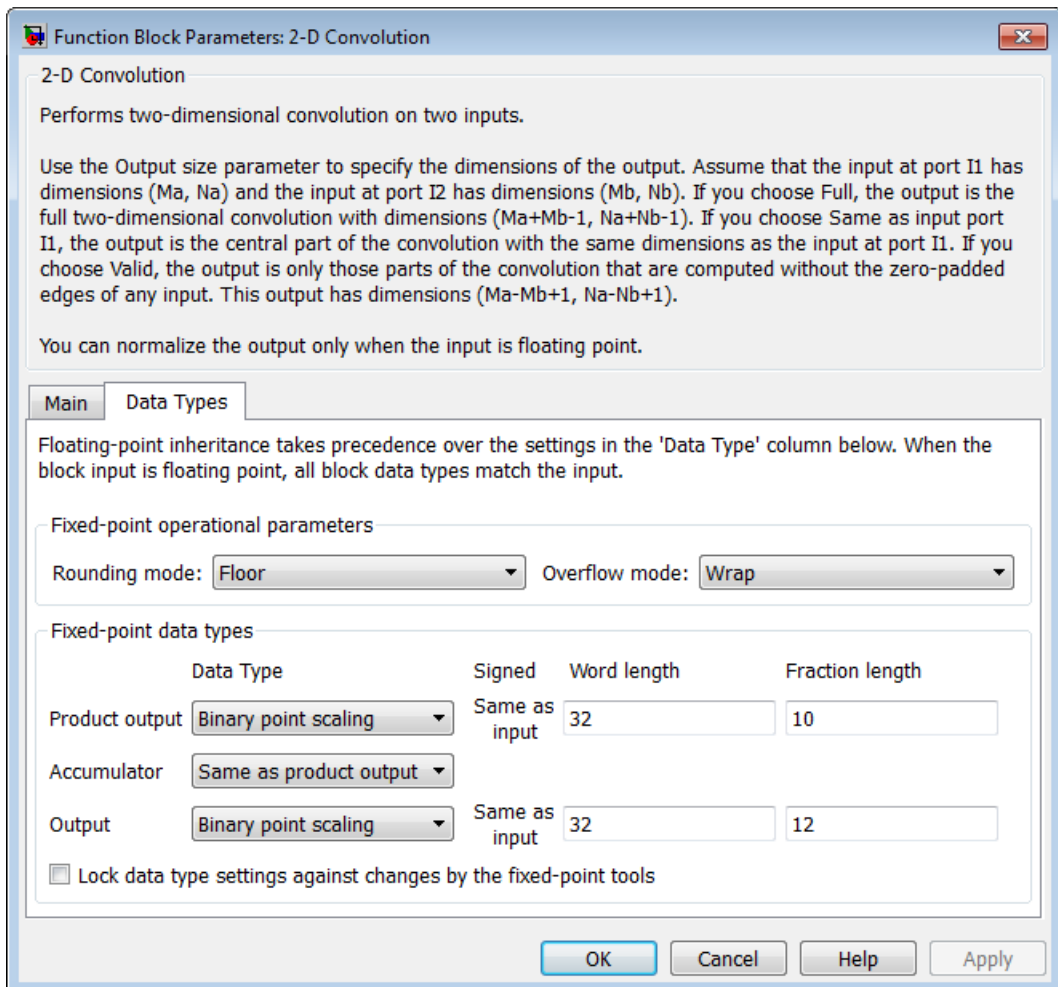 Function Block Parameters: 2-D Convolution
2-D Convolution
Performs two-dimensional convolution on two inputs.
Use the Output size parameter to specify the dimensions of the output. Assume that the input at port I1 has
dimensions (Ma, Na) and the input at port I2 has dimensions (Mb, Nb). If you choose Full, the output is the
full two-dimensional convolution with dimensions (Ma+Mb-1, Na+Nb-1). If you choose Same as input port
I1, the output is the central part of the convolution with the same dimensions as the input at port I1. If you
choose Valid, the output is only those parts of the convolution that are computed without the zero-padded
edges of any input. This output has dimensions (Ma-Mb+1, Na-Nb+1).
You can normalize the output only when the input is floating point.
Main Data Types
Floating-point inheritance takes precedence over the settings in the 'Data Type' column below. When the
block input is floating point, all block data types match the input.
Fixed-point operational parameters
Rounding mode: Floor Overflow mode: Wrap
Fixed-point data types
Data Type Signed Word length Fraction length
Product output Binary point scaling Same as input 32 10
Accumulator Same as product output
Output Binary point scaling Same as input 32 12
Lock data type settings against changes by the fixed-point tools
OK Cancel Help Apply